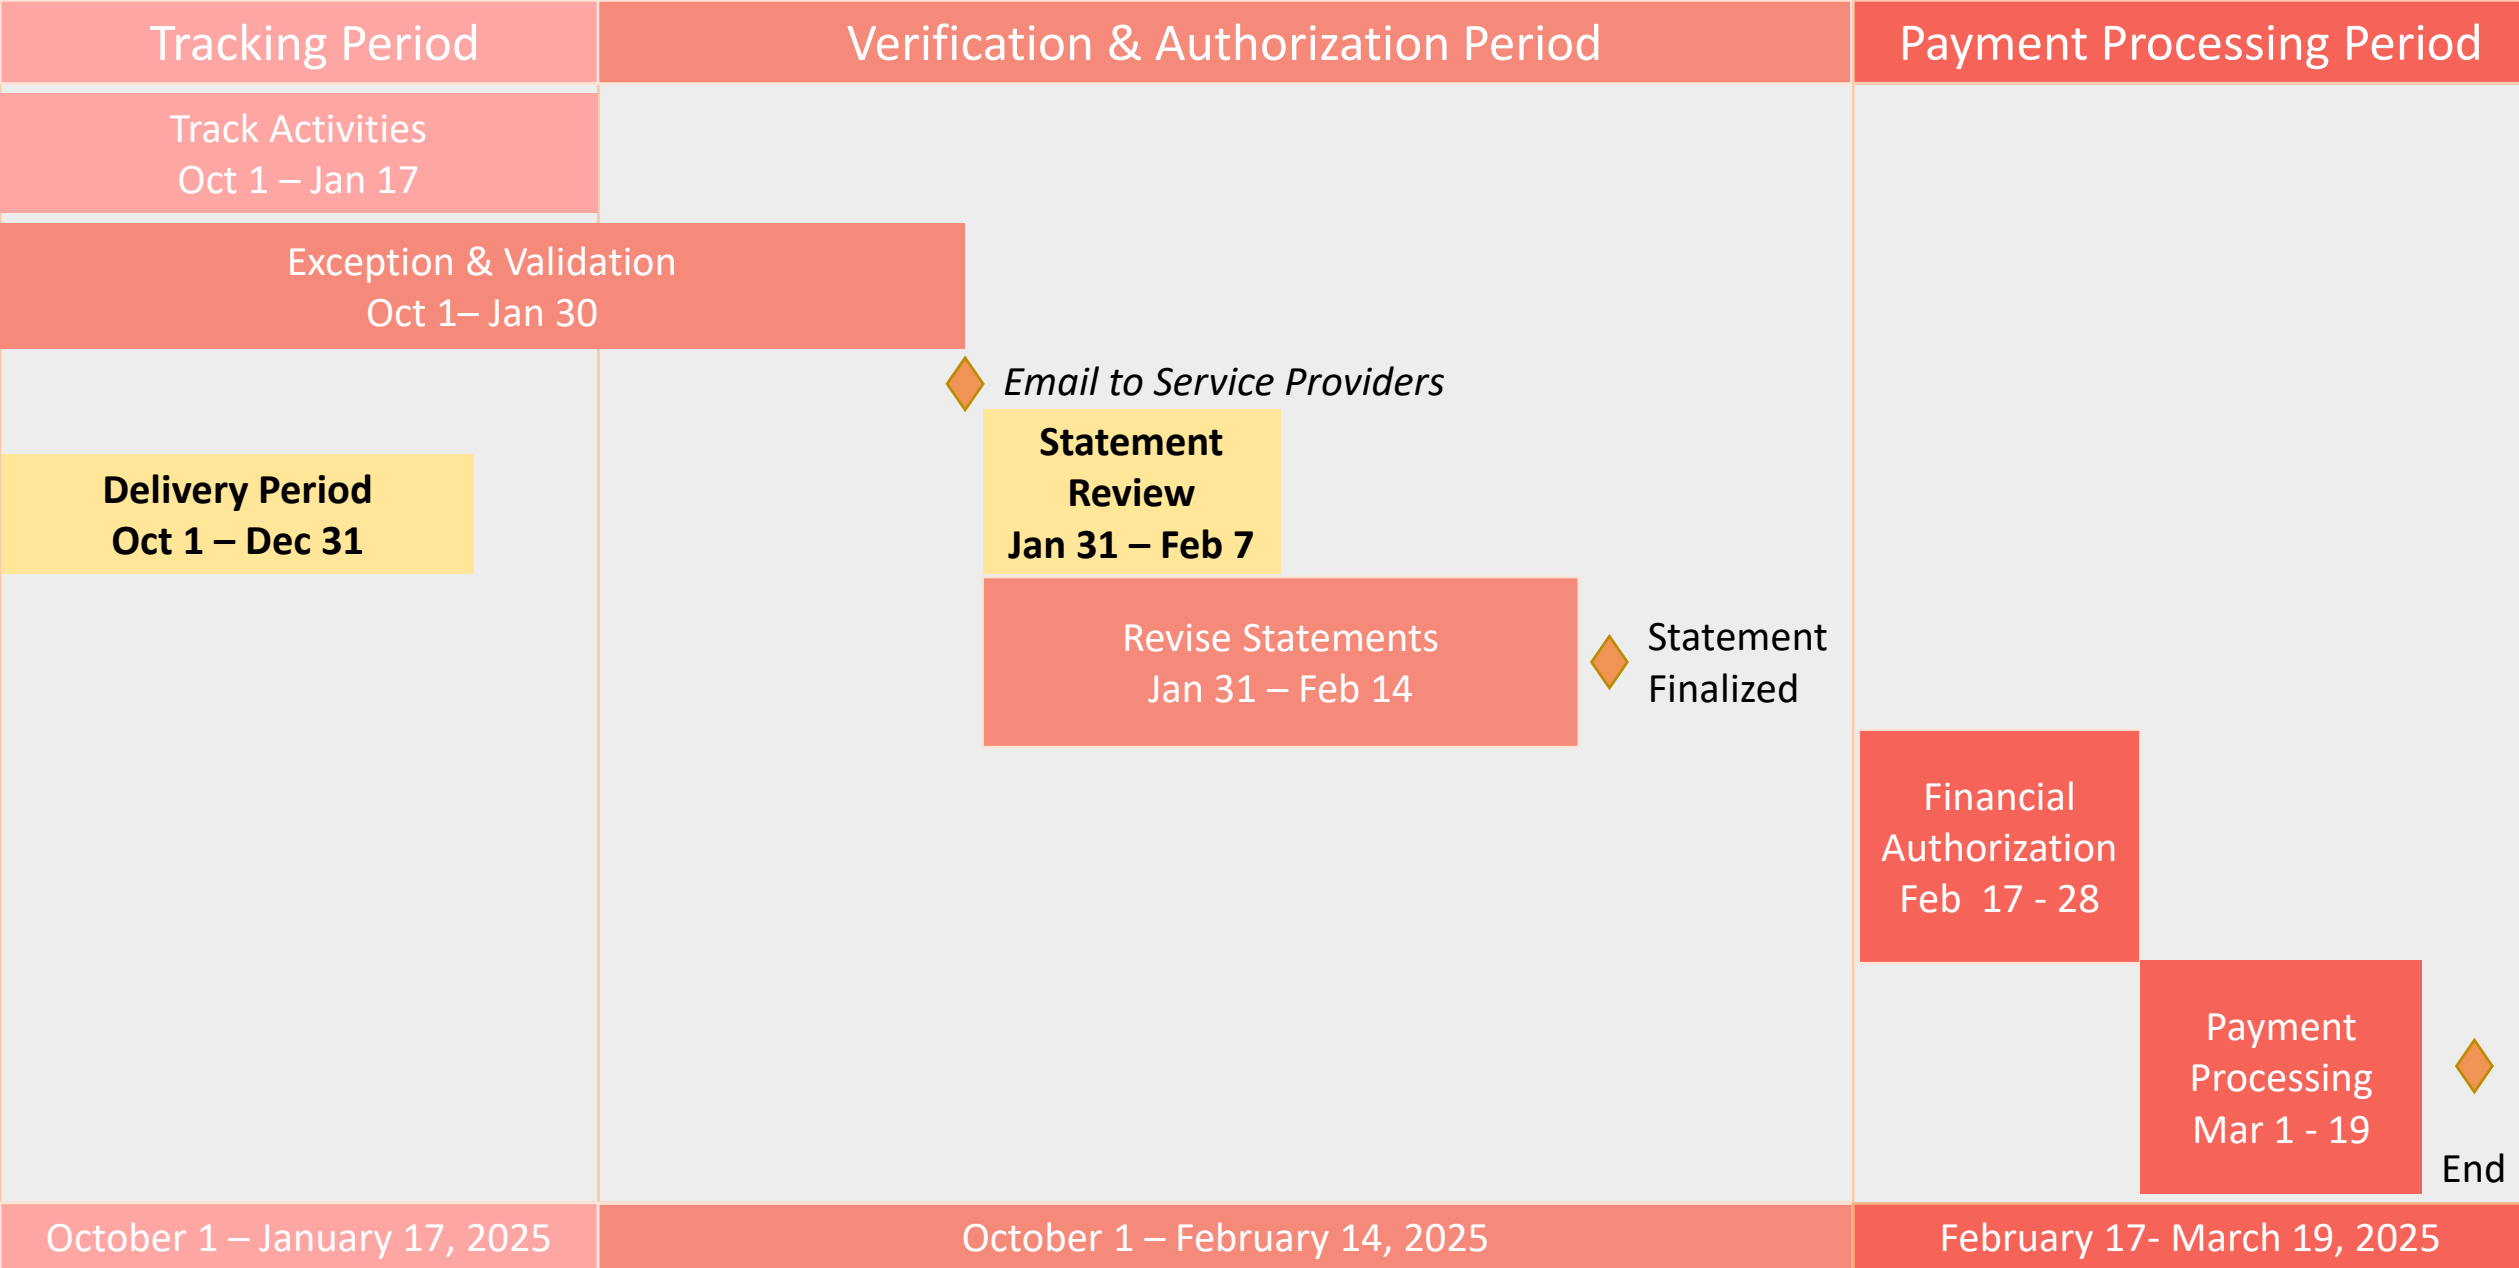 Tracking Period
Verification & Authorization Period
Payment Processing Period
Track Activities
Oct 1 – Jan 17
Exception & Validation
Oct 1– Jan 30
Email to Service Providers
Delivery Period
Oct 1 – Dec 31
Statement
Review
Jan 31 – Feb 7
Revise Statements
Jan 31 – Feb 14
Statement
Finalized
Financial
Authorization
Feb  17 - 28
Payment
Processing
Mar 1 - 19
End
October 1 – January 17, 2025
October 1 – February 14, 2025
February 17- March 19, 2025